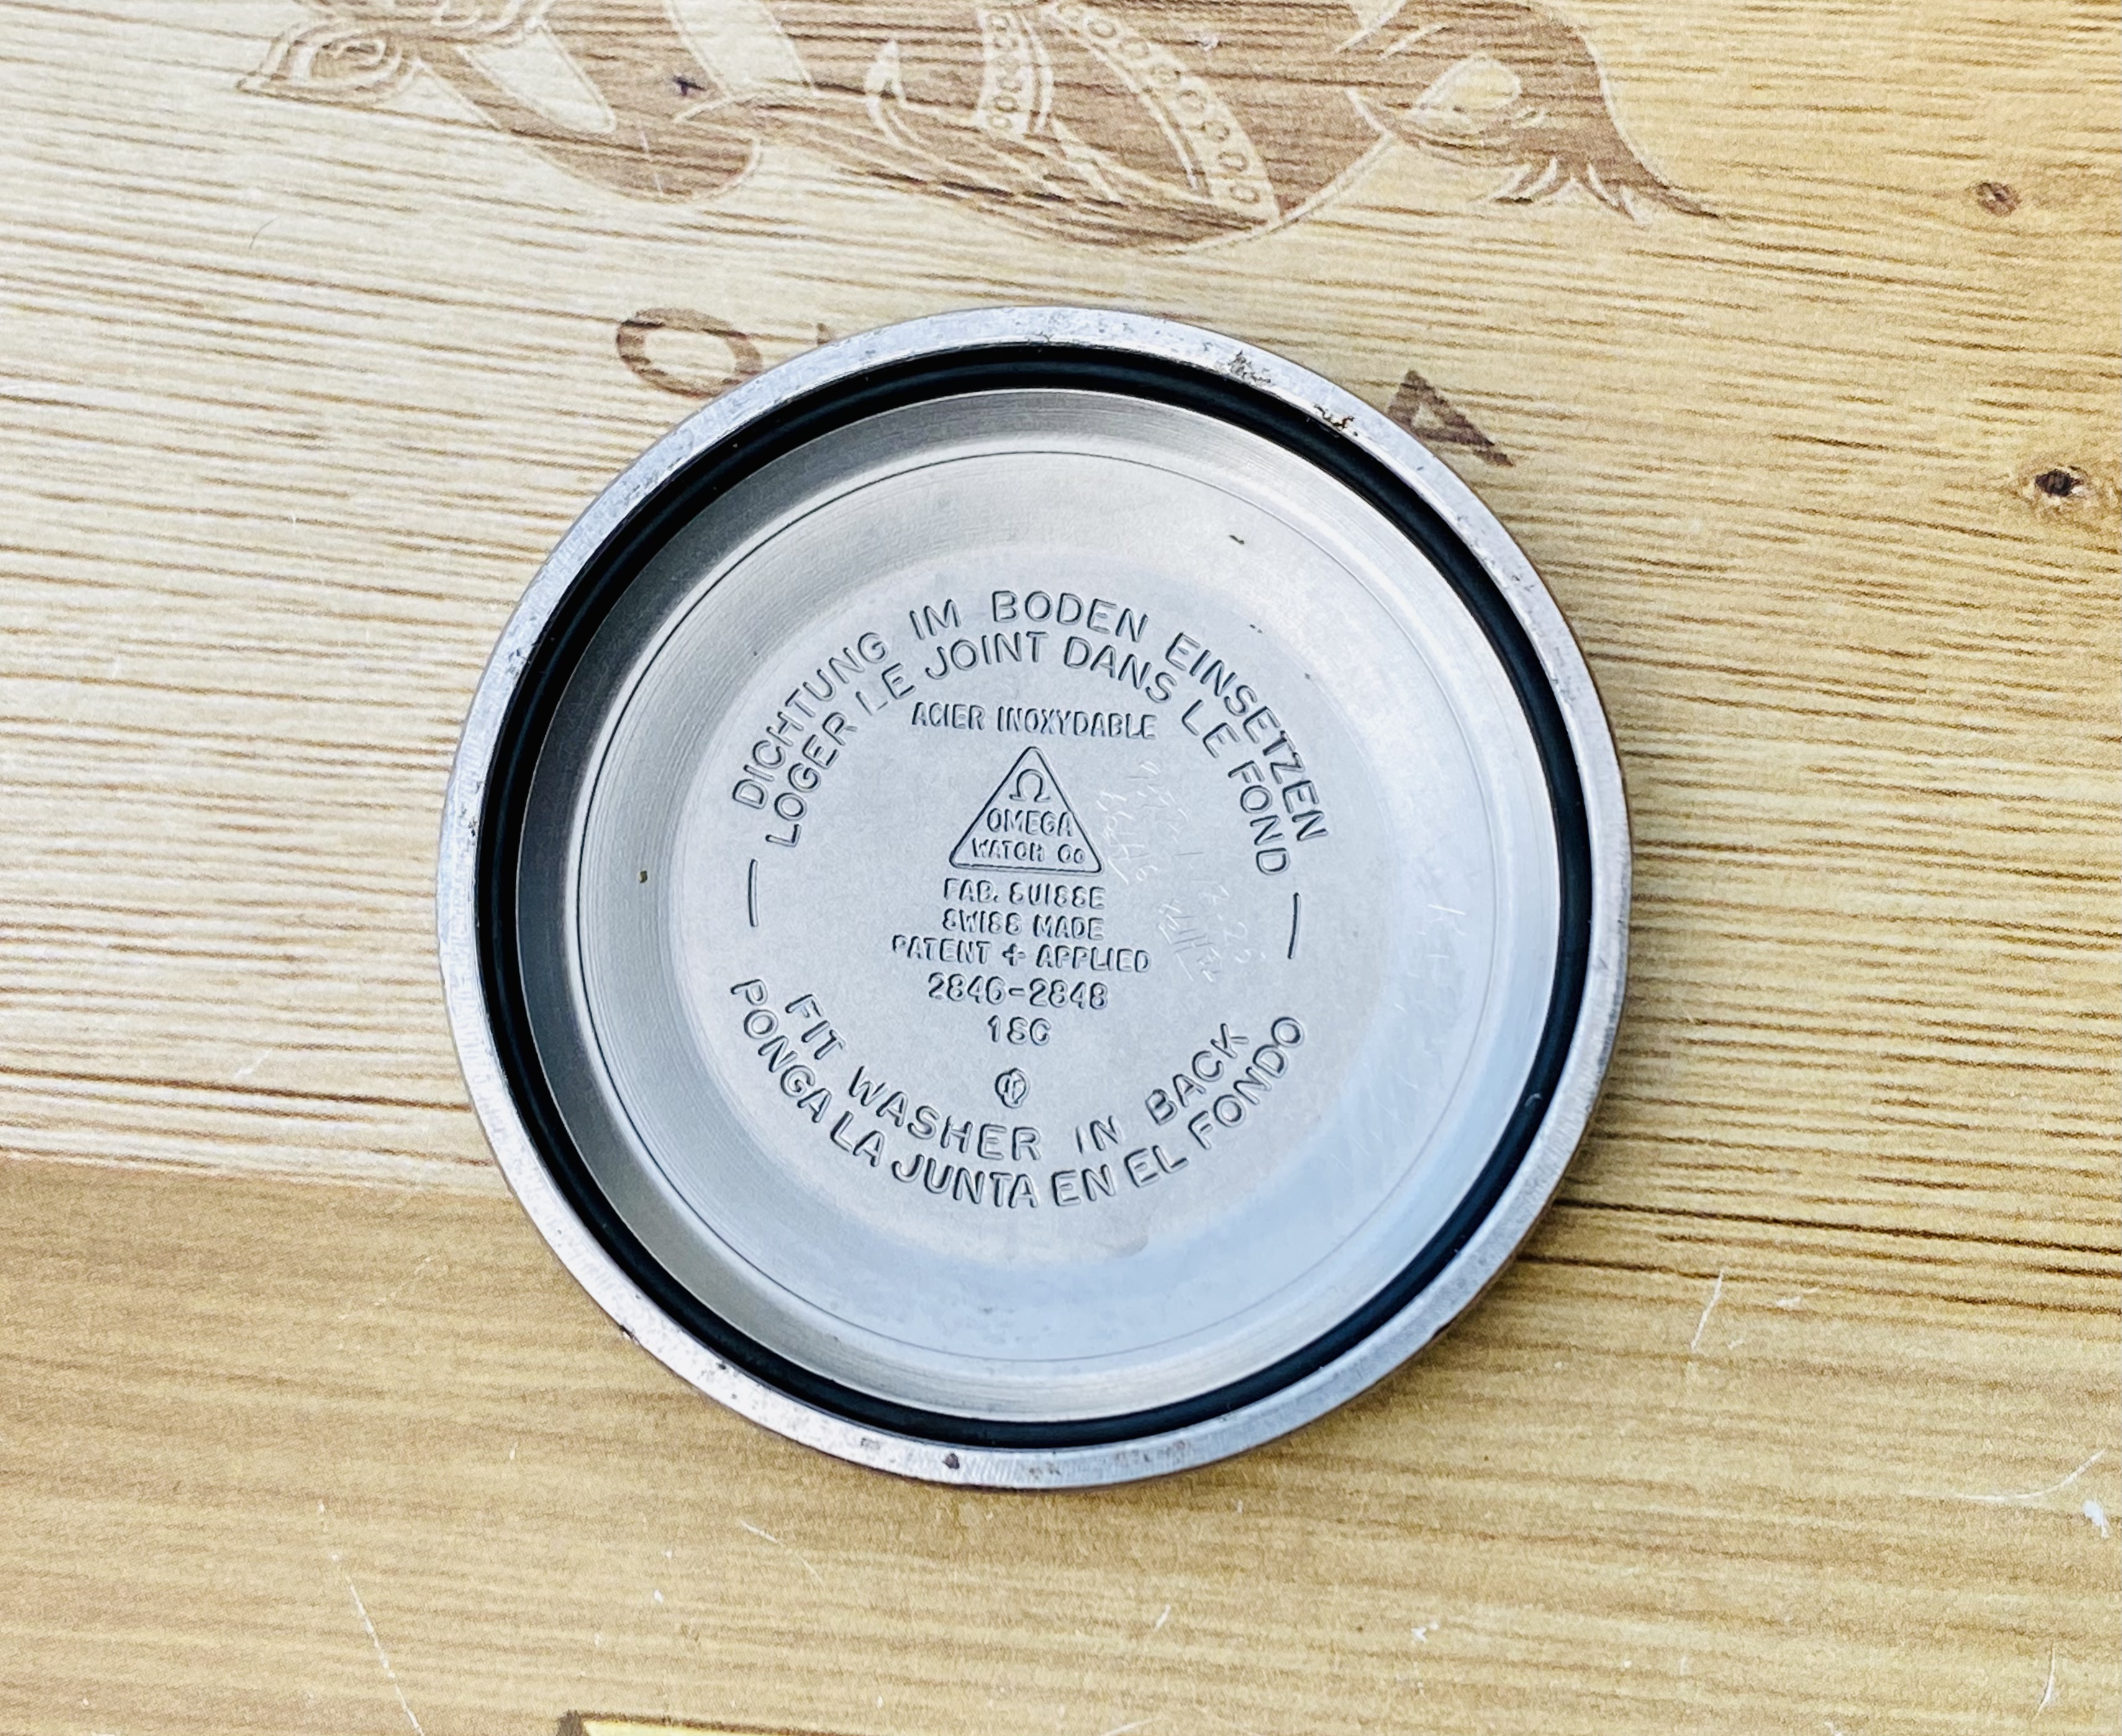 DICHTUNG IM BODEN EINSETZEN
LOGER LE JOINT DANS LE FOND
ACIER INOXYDABLE
Ω
OMEGA
WATCH Co
FAB. SUISSE
SWISS MADE
PATENT + APPLIED
2846-2848
1SC
FIT WASHER IN BACK
PONGA LA JUNTA EN EL FONDO